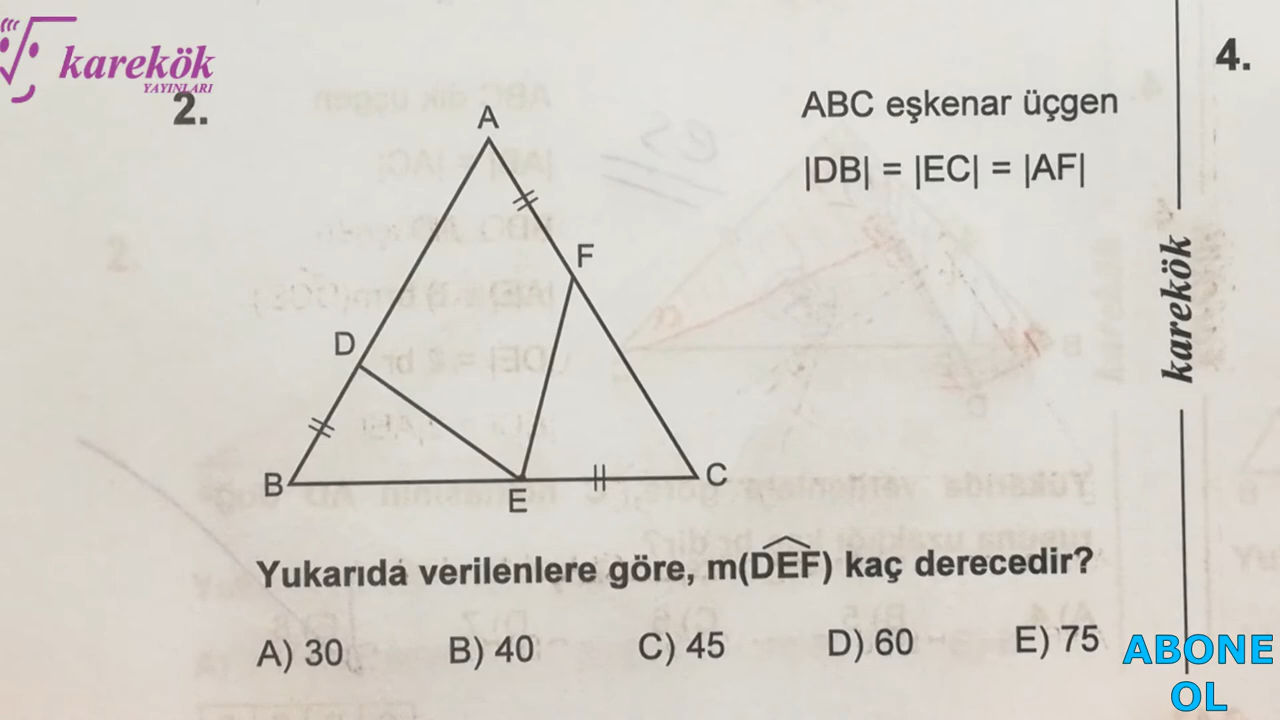 karekök
YAYINLARI
2.
A
F
D
B
E
C
ABC eşkenar üçgen
|DB| = |EC| = |AF|
Yukarıda verilenlere göre, m(DEF) kaç derecedir?
A) 30 B) 40 C) 45 D) 60 E) 75
karekök
4.
ABONE
OL